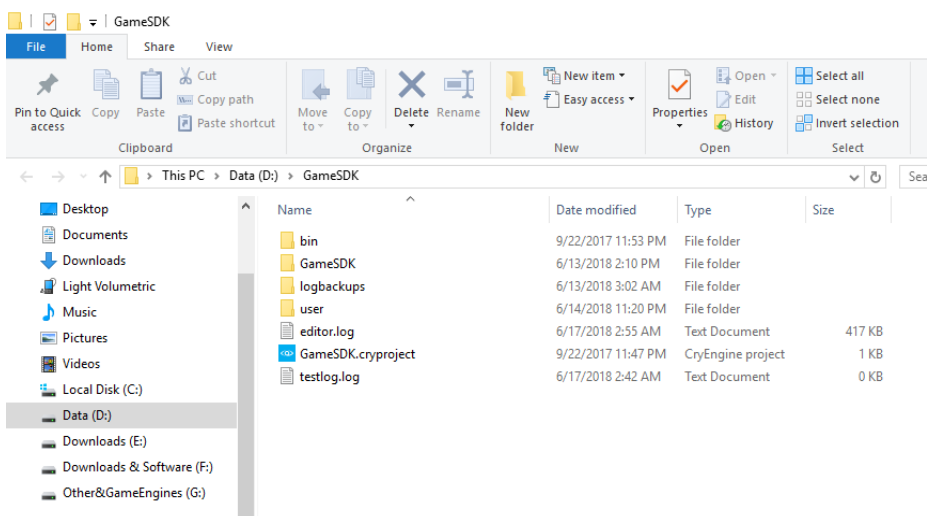 GameSDK
File Home Share View
Pin to Quick access
Copy
Paste
Cut
Copy path
Paste shortcut
Clipboard
Move to
Copy to
Delete
Rename
Organize
New folder
New item
Easy access
New
Properties
Open
Edit
History
Open
Select all
Select none
Invert selection
Select
This PC > Data (D:) > GameSDK
Sea
Desktop
Documents
Downloads
Light Volumetric
Music
Pictures
Videos
Local Disk (C:)
Data (D:)
Downloads (E:)
Downloads & Software (F:)
Other&GameEngines (G:)
Name Date modified Type Size
bin 9/22/2017 11:53 PM File folder
GameSDK 6/13/2018 2:10 PM File folder
logbackups 6/13/2018 3:02 AM File folder
user 6/14/2018 11:20 PM File folder
editor.log 6/17/2018 2:55 AM Text Document 417 KB
GameSDK.cryproject 9/22/2017 11:47 PM CryEngine project 1 KB
testlog.log 6/17/2018 2:42 AM Text Document 0 KB